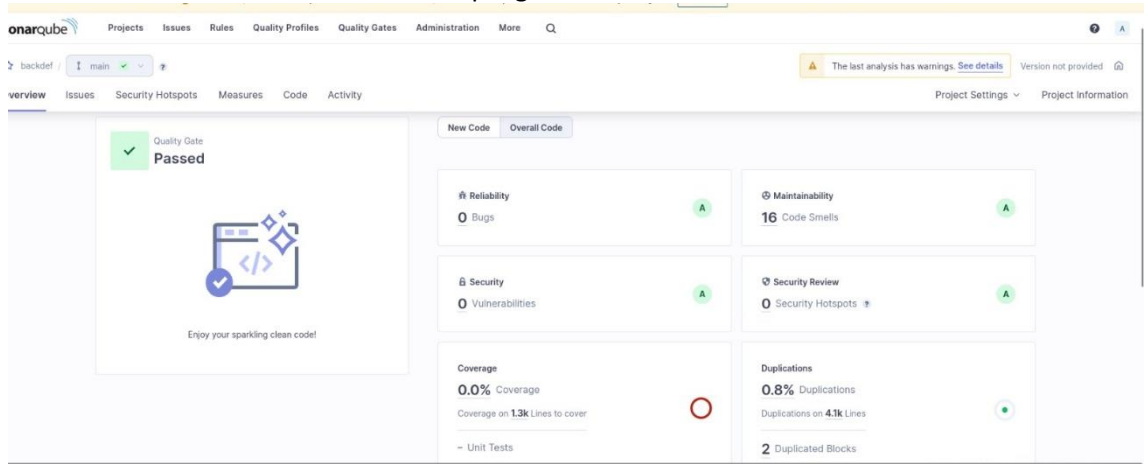 onarqube Projects Issues Rules Quality Profiles Quality Gates Administration More A
backdef / main The last analysis has warnings. See details Version not provided
verview Issues Security Hotspots Measures Code Activity Project Settings Project Information
Quality Gate
Passed
Enjoy your sparkling clean code!
New Code Overall Code
Reliability
0 Bugs
A
Maintainability
16 Code Smells
A
Security
0 Vulnerabilities
A
Security Review
0 Security Hotspots ?
A
Coverage
0.0% Coverage
Coverage on 1.3k Lines to cover
– Unit Tests
Duplications
0.8% Duplications
Duplications on 4.1k Lines
2 Duplicated Blocks